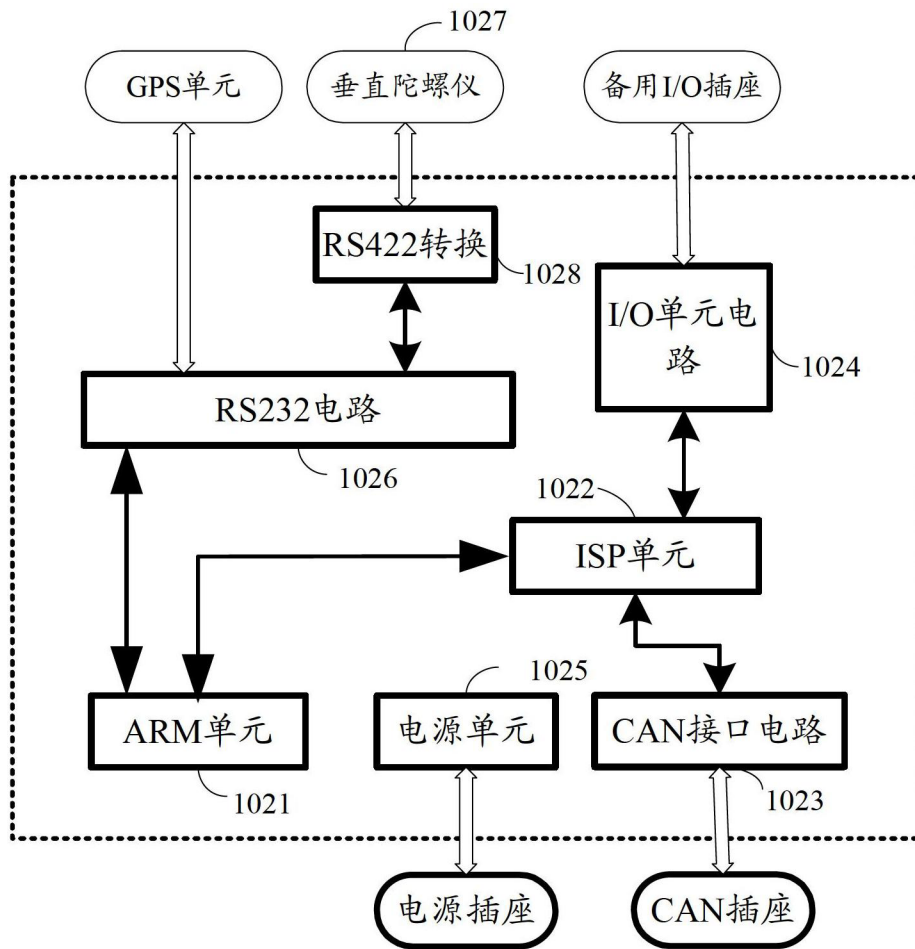 1027
GPS单元
垂直陀螺仪
备用I/O插座
RS422转换
1028
I/O单元电
路
1024
RS232电路
1026
1022
ISP单元
1025
ARM单元
电源单元
CAN接口电路
1021
1023
电源插座
CAN插座